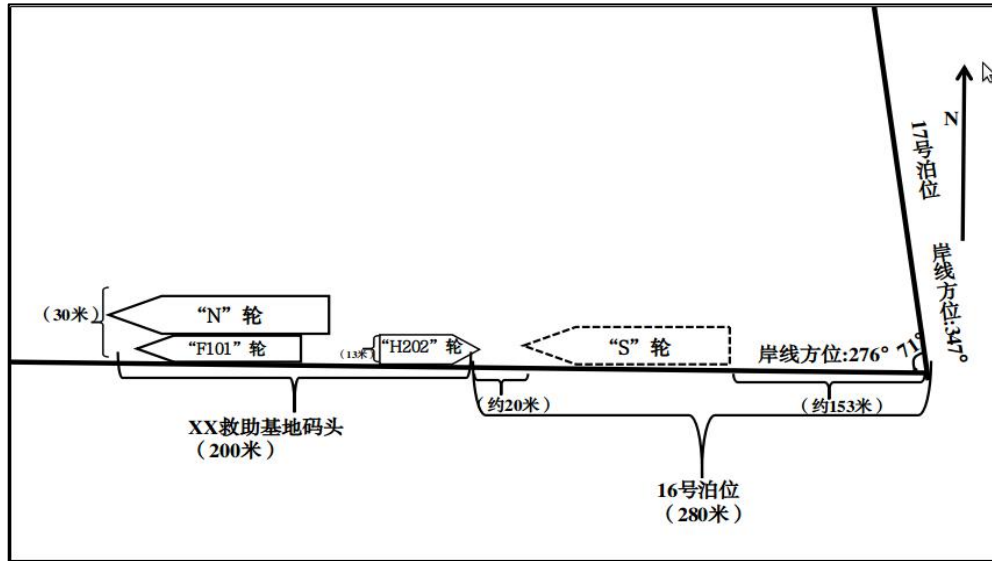 N
17号泊位
岸线方位:347°
(30米)
“N”轮
“F101”轮
(13米)
“H202”轮
“S”轮
岸线方位:276°
71°
(约20米)
(约153米)
XX救助基地码头
(200米)
16号泊位
(280米)